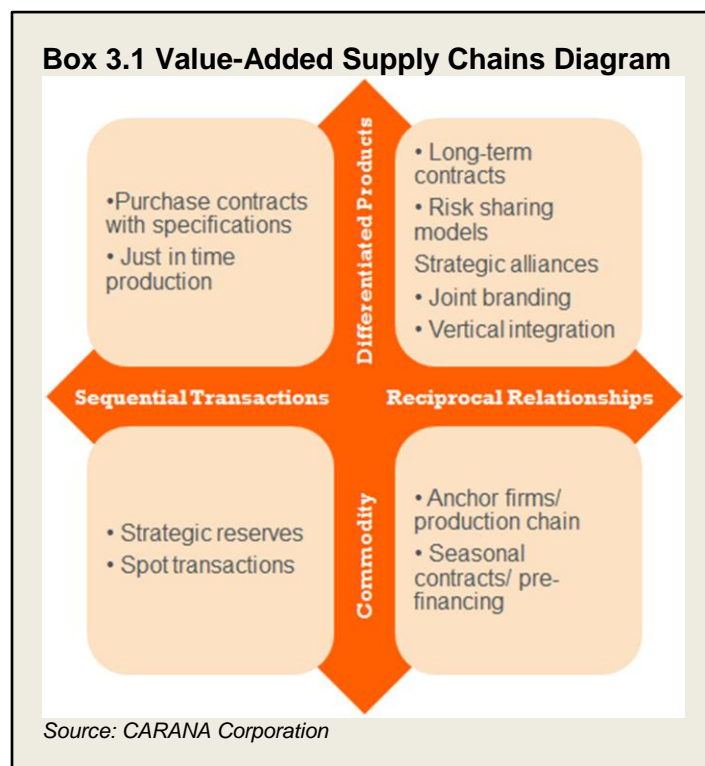 Box 3.1 Value-Added Supply Chains Diagram
•Purchase contracts
with specifications
• Just in time
production
Differentiated Products
• Long-term
contracts
• Risk sharing
models
Strategic alliances
• Joint branding
• Vertical integration
Sequential Transactions
Reciprocal Relationships
• Strategic reserves
• Spot transactions
Commodity
• Anchor firms/
production chain
• Seasonal
contracts/ pre-
financing
Source: CARANA Corporation